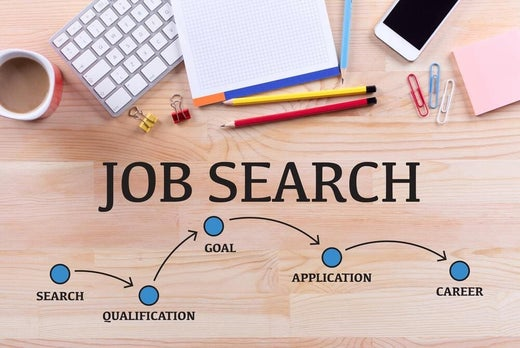 JOB SEARCH
GOAL
SEARCH
QUALIFICATION
APPLICATION
CAREER